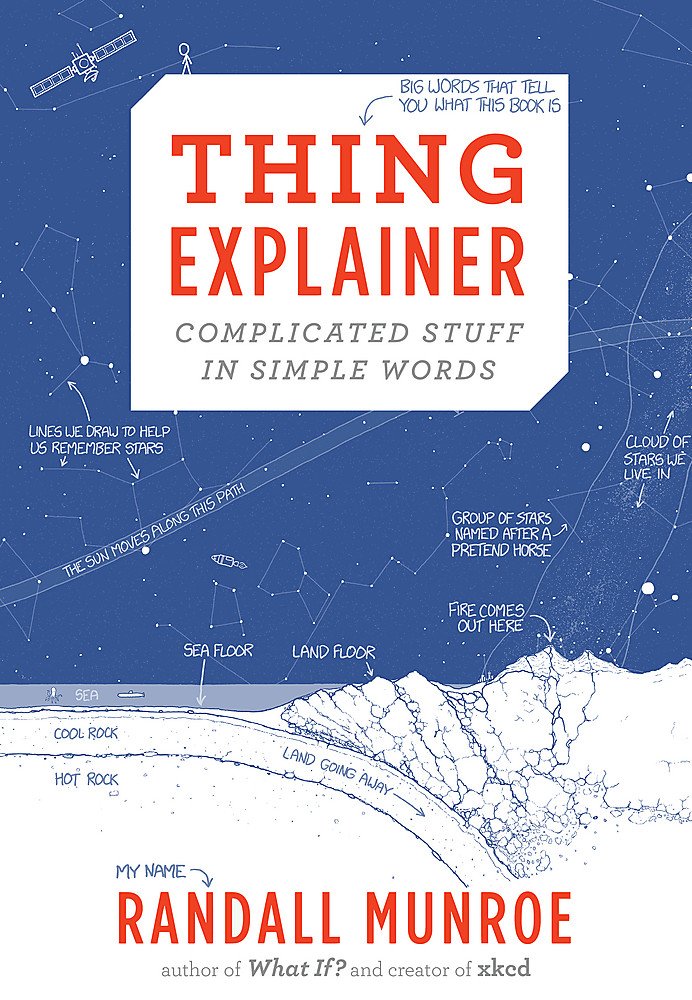 BIG WORDS THAT TELL
YOU WHAT THIS BOOK IS
THING
EXPLAINER
COMPLICATED STUFF
IN SIMPLE WORDS
LINES WE DRAW TO HELP
US REMEMBER STARS
CLOUD OF
STARS WE
LIVE IN
THE SUN MOVES ALONG THIS PATH
GROUP OF STARS
NAMED AFTER A
PRETEND HORSE
FIRE COMES
OUT HERE
SEA FLOOR
LAND FLOOR
SEA
COOL ROCK
LAND GOING AWAY
HOT ROCK
MY NAME
RANDALL MUNROE
author of What If? and creator of xkcd